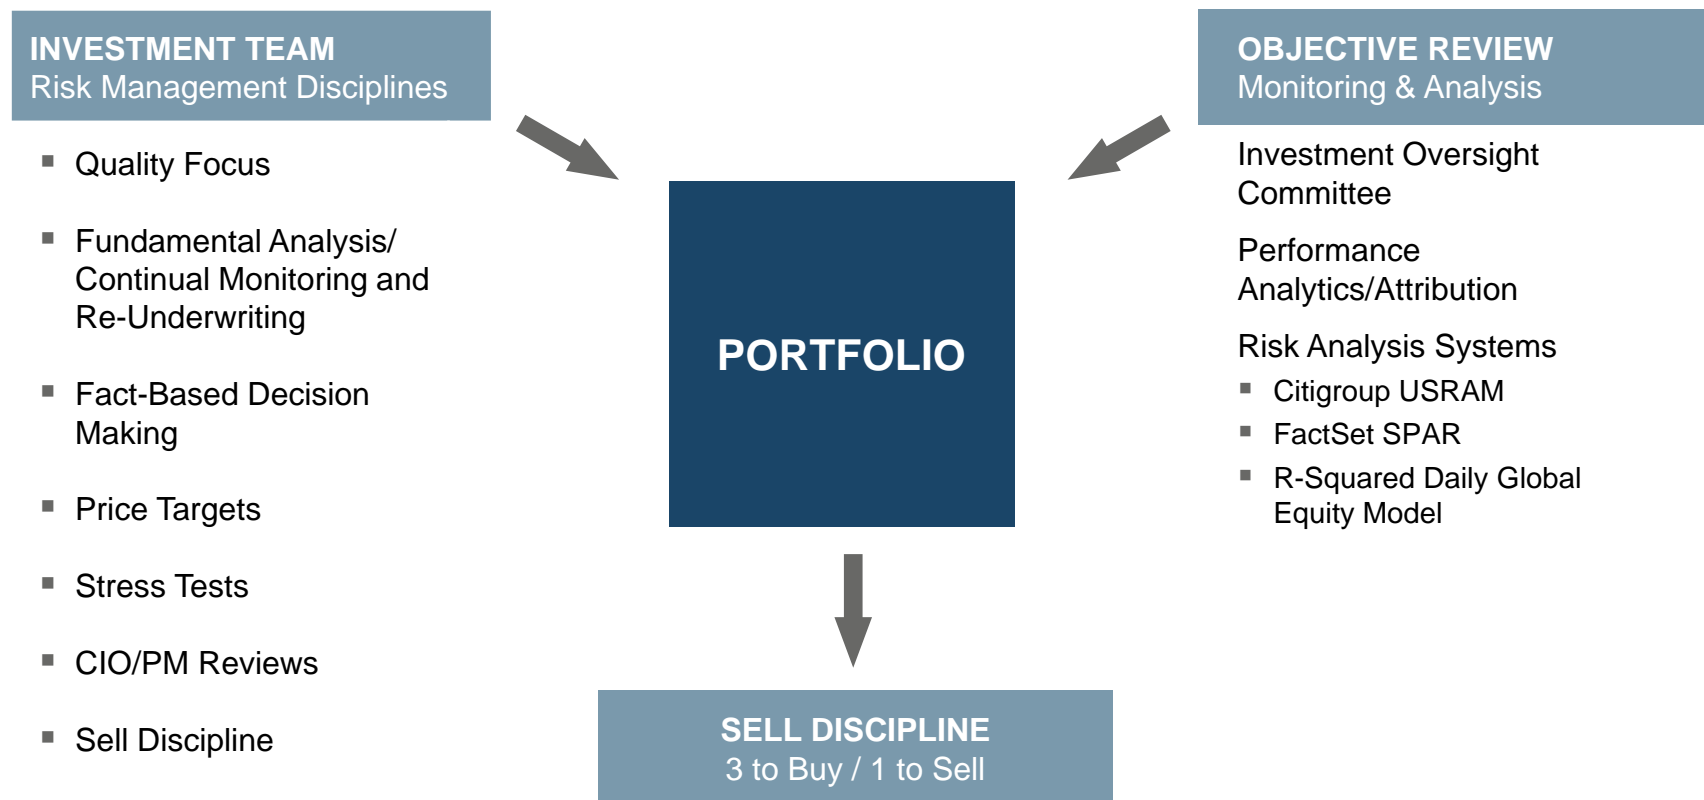 INVESTMENT TEAM
Risk Management Disciplines
Quality Focus
Fundamental Analysis/
Continual Monitoring and
Re-Underwriting
Fact-Based Decision
Making
Price Targets
Stress Tests
CIO/PM Reviews
Sell Discipline
PORTFOLIO
OBJECTIVE REVIEW
Monitoring & Analysis
Investment Oversight
Committee
Performance
Analytics/Attribution
Risk Analysis Systems
Citigroup USRAM
FactSet SPAR
R-Squared Daily Global
Equity Model
SELL DISCIPLINE
3 to Buy / 1 to Sell